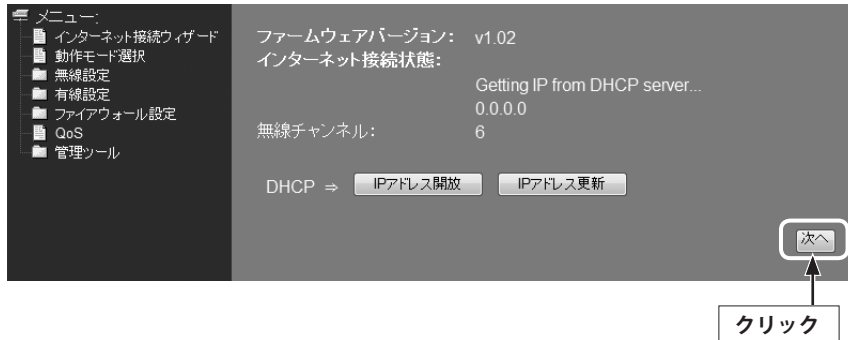 メニュー:
インターネット接続ウィザード
動作モード選択
無線設定
有線設定
ファイアウォール設定
QoS
管理ツール
ファームウェアバージョン: v1.02
インターネット接続状態:
Getting IP from DHCP server...
0.0.0.0
無線チャンネル: 6
DHCP ⇒ IPアドレス開放 IPアドレス更新
次へ
クリック